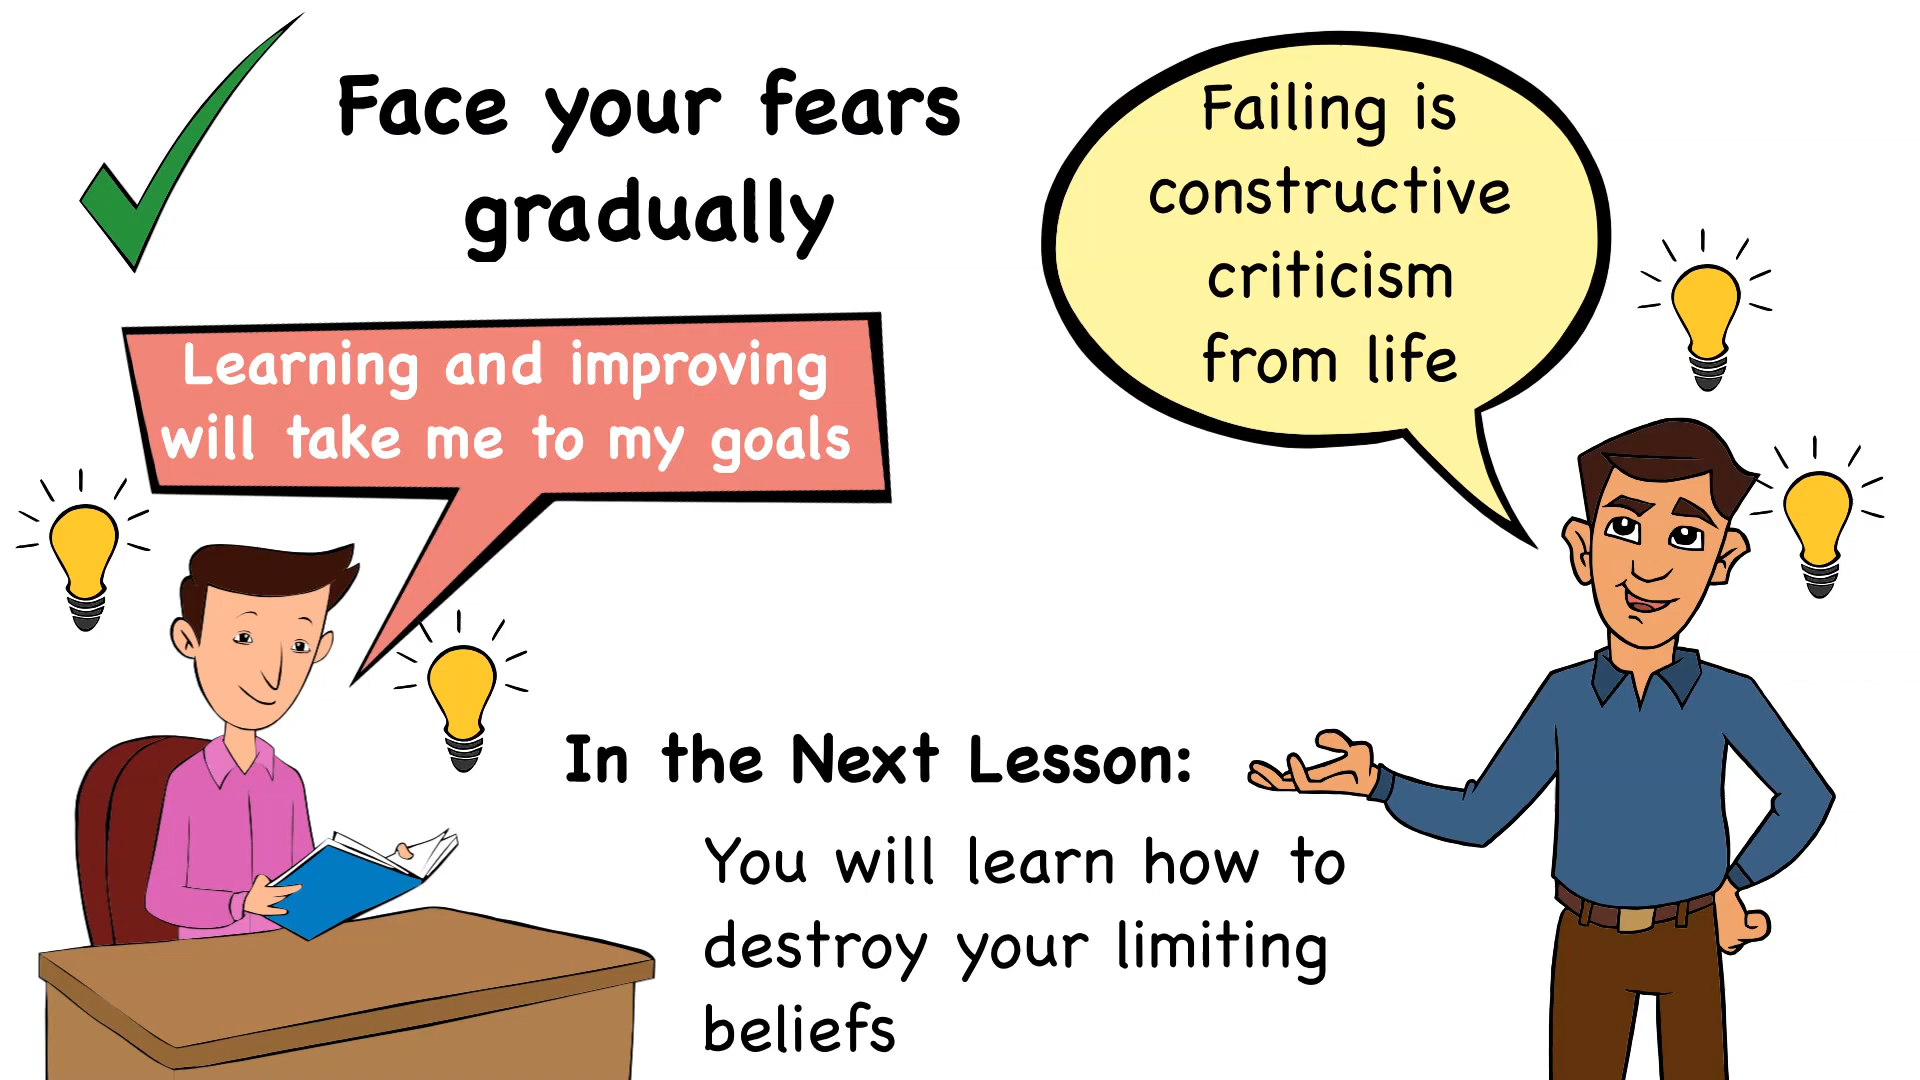 Face your fears
gradually
Failing is
constructive
criticism
from life
Learning and improving
will take me to my goals
In the Next Lesson:
You will learn how to
destroy your limiting
beliefs